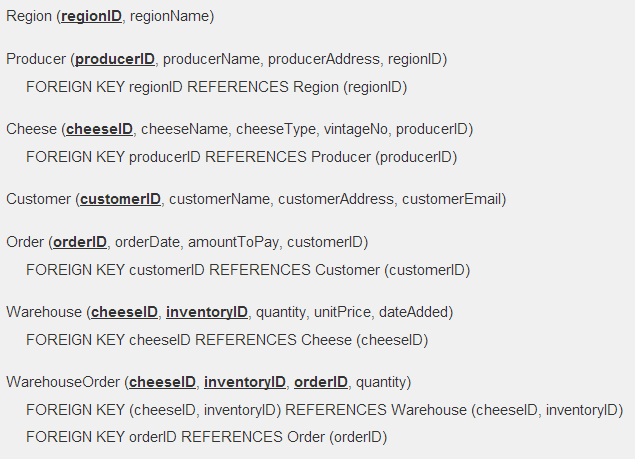 Region (regionID, regionName)
Producer (producerID, producerName, producerAddress, regionID)
FOREIGN KEY regionID REFERENCES Region (regionID)
Cheese (cheeseID, cheeseName, cheeseType, vintageNo, producerID)
FOREIGN KEY producerID REFERENCES Producer (producerID)
Customer (customerID, customerName, customerAddress, customerEmail)
Order (orderID, orderDate, amountToPay, customerID)
FOREIGN KEY customerID REFERENCES Customer (customerID)
Warehouse (cheeseID, inventoryID, quantity, unitPrice, dateAdded)
FOREIGN KEY cheeseID REFERENCES Cheese (cheeseID)
WarehouseOrder (cheeseID, inventoryID, orderID, quantity)
FOREIGN KEY (cheeseID, inventoryID) REFERENCES Warehouse (cheeseID, inventoryID)
FOREIGN KEY orderID REFERENCES Order (orderID)